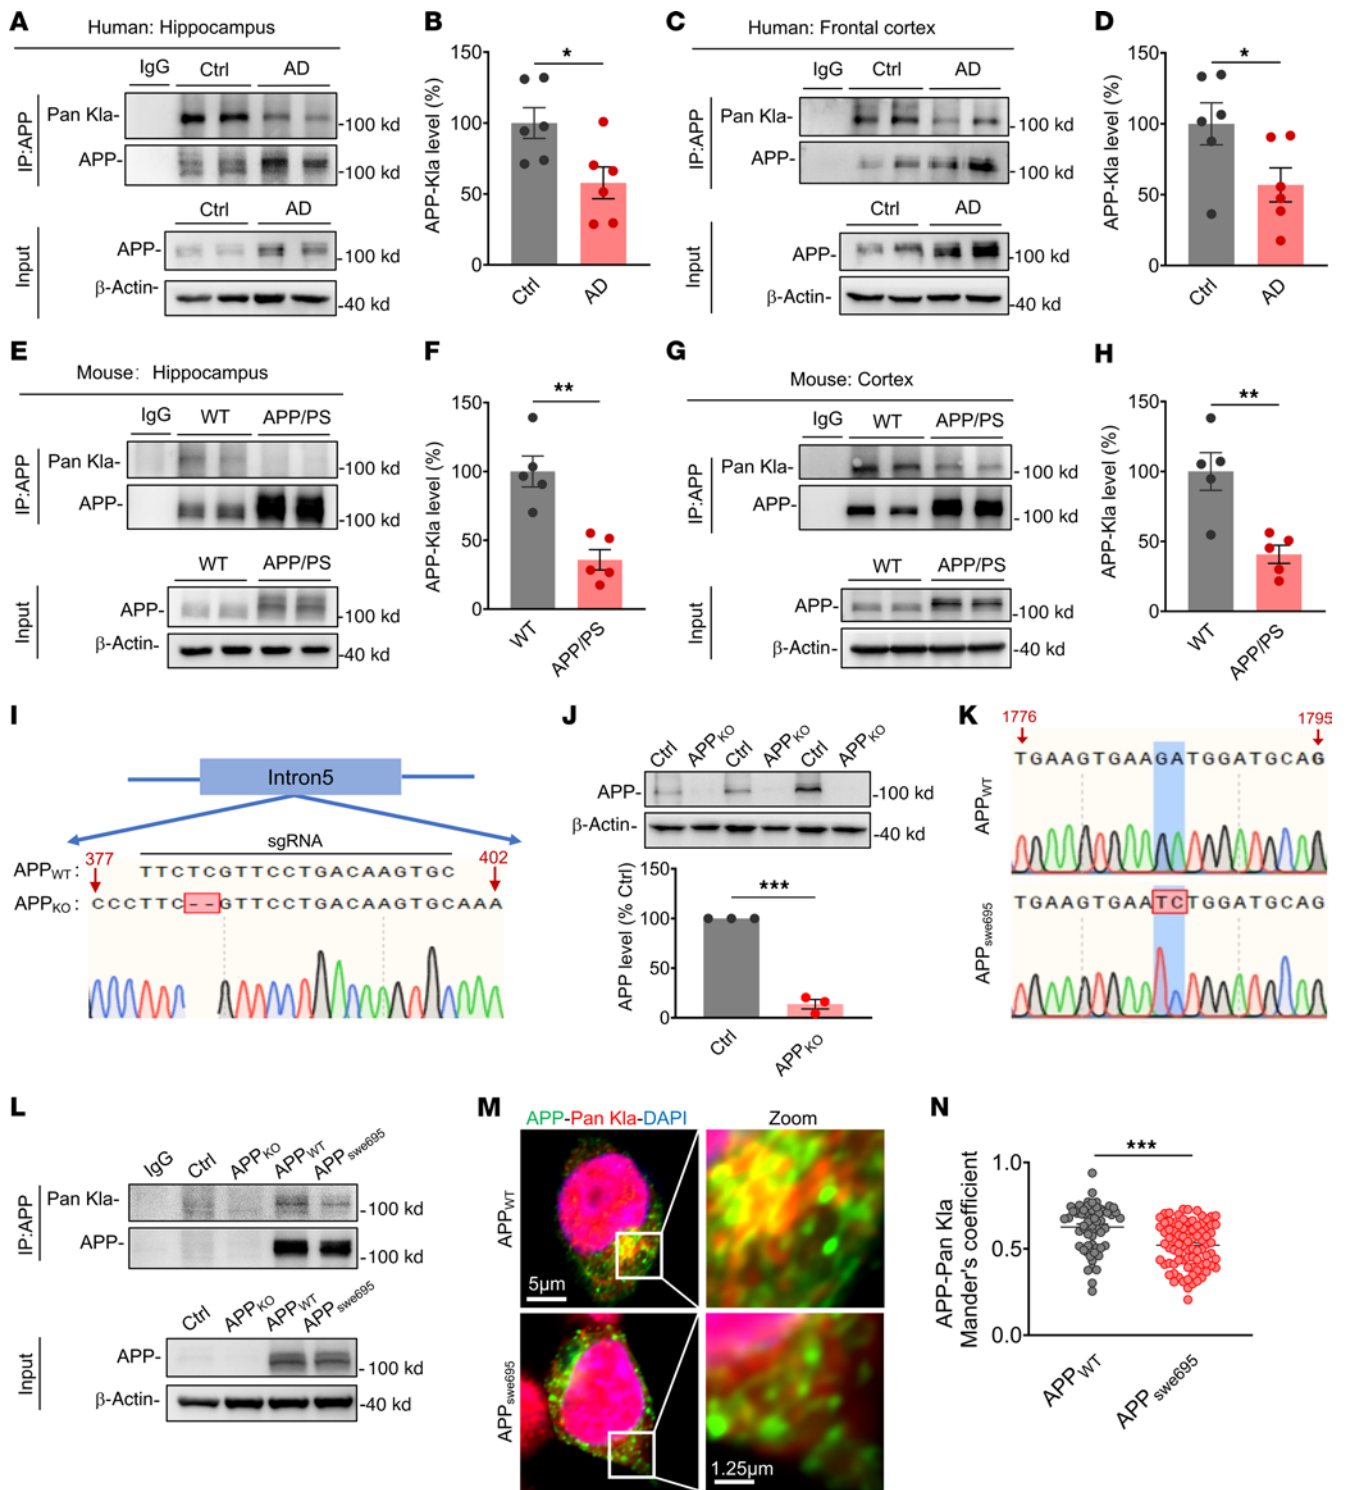 A
Human: Hippocampus
IgG Ctrl AD
IP:APP
Pan Kla-
-100 kd
APP-
-100 kd
Ctrl AD
Input
APP-
-100 kd
β-Actin-
-40 kd
B
APP-Kla level (%)
150
100
50
0
*
Ctrl AD
C
Human: Frontal cortex
IgG Ctrl AD
IP:APP
Pan Kla-
-100 kd
APP-
-100 kd
Ctrl AD
Input
APP-
-100 kd
β-Actin-
-40 kd
D
APP-Kla level (%)
150
100
50
0
*
Ctrl AD
E
Mouse: Hippocampus
IgG WT APP/PS
IP:APP
Pan Kla-
-100 kd
APP-
-100 kd
WT APP/PS
Input
APP-
-100 kd
β-Actin-
-40 kd
F
APP-Kla level (%)
150
100
50
0
**
WT APP/PS
G
Mouse: Cortex
IgG WT APP/PS
IP:APP
Pan Kla-
-100 kd
APP-
-100 kd
WT APP/PS
Input
APP-
-100 kd
β-Actin-
-40 kd
H
APP-Kla level (%)
150
100
50
0
**
WT APP/PS
I
Intron5
sgRNA
377 402
APPWT: TTCTCGTTCCTGACAAGTGC
APPKO: CCCTTC--GTTCCTGACAAGTGCAAA
J
Ctrl APPKO Ctrl APPKO Ctrl APPKO
APP-
-100 kd
β-Actin-
-40 kd
APP level (% Ctrl)
150
100
50
0
***
Ctrl APPKO
K
1776 1795
APPWT
TGAAGTGAAGATGGATGCAG
APPswe695
TGAAGTGAATCTGGATGCAG
L
IgG Ctrl APPKO APPWT APPswe695
IP:APP
Pan Kla-
-100 kd
APP-
-100 kd
Ctrl APPKO APPWT APPswe695
Input
APP-
-100 kd
β-Actin-
-40 kd
M
APP-Pan Kla-DAPI Zoom
APPWT
5μm
APPswe695
1.25μm
N
APP-Pan Kla
Mander's coefficient
1.0
0.5
0.0
***
APPWT APPswe695